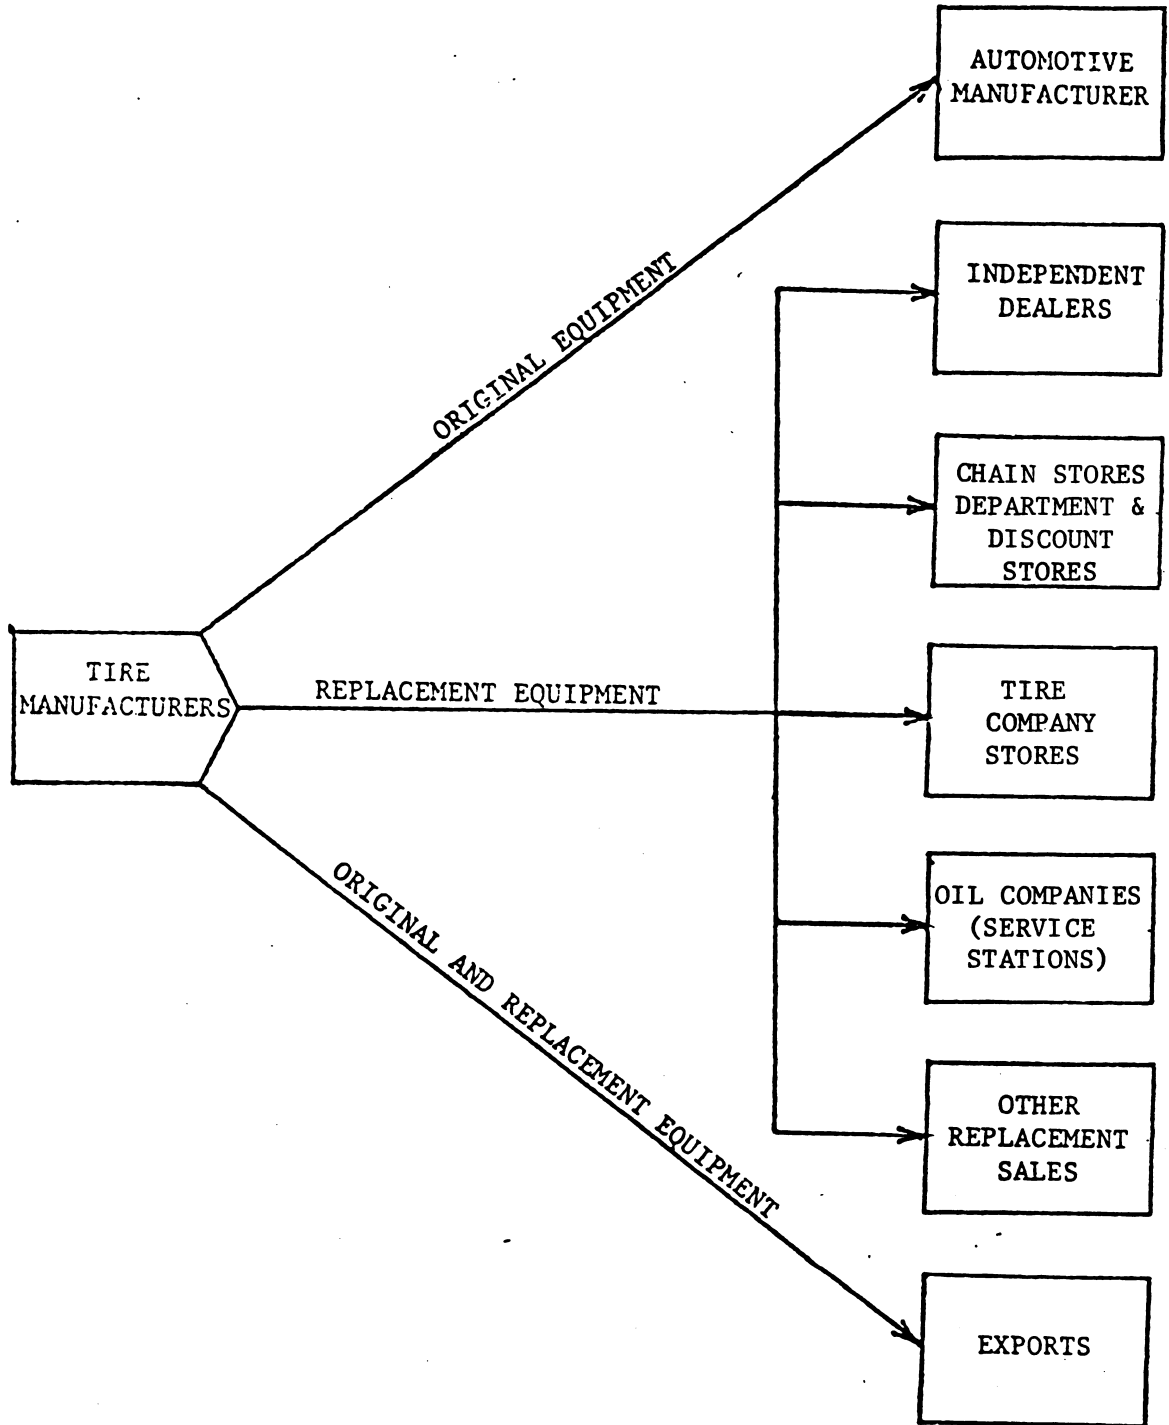 AUTOMOTIVE
MANUFACTURER
INDEPENDENT
DEALERS
ORIGINAL EQUIPMENT
CHAIN STORES
DEPARTMENT &
DISCOUNT
STORES
TIRE
MANUFACTURERS
REPLACEMENT EQUIPMENT
TIRE
COMPANY
STORES
OIL COMPANIES
(SERVICE
STATIONS)
ORIGINAL AND REPLACEMENT EQUIPMENT
OTHER
REPLACEMENT
SALES
EXPORTS